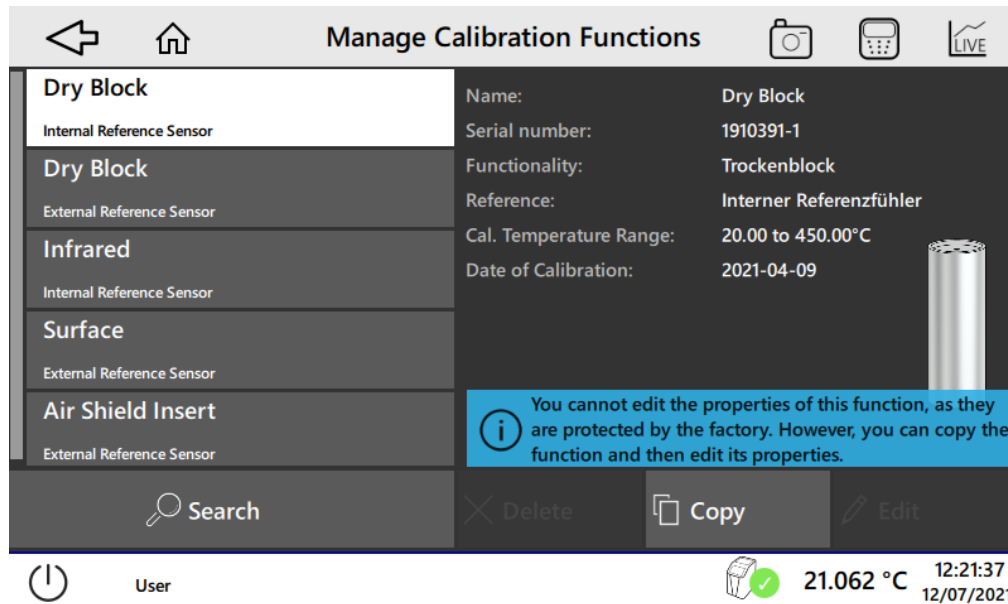 Manage Calibration Functions
LIVE
Dry Block
Internal Reference Sensor
Dry Block
External Reference Sensor
Infrared
Internal Reference Sensor
Surface
External Reference Sensor
Air Shield Insert
External Reference Sensor
Name: Dry Block
Serial number: 1910391-1
Functionality: Trockenblock
Reference: Interner Referenzfühler
Cal. Temperature Range: 20.00 to 450.00°C
Date of Calibration: 2021-04-09
You cannot edit the properties of this function, as they
are protected by the factory. However, you can copy the
function and then edit its properties.
Search
Delete
Copy
Edit
User
21.062 °C
12:21:37
12/07/202